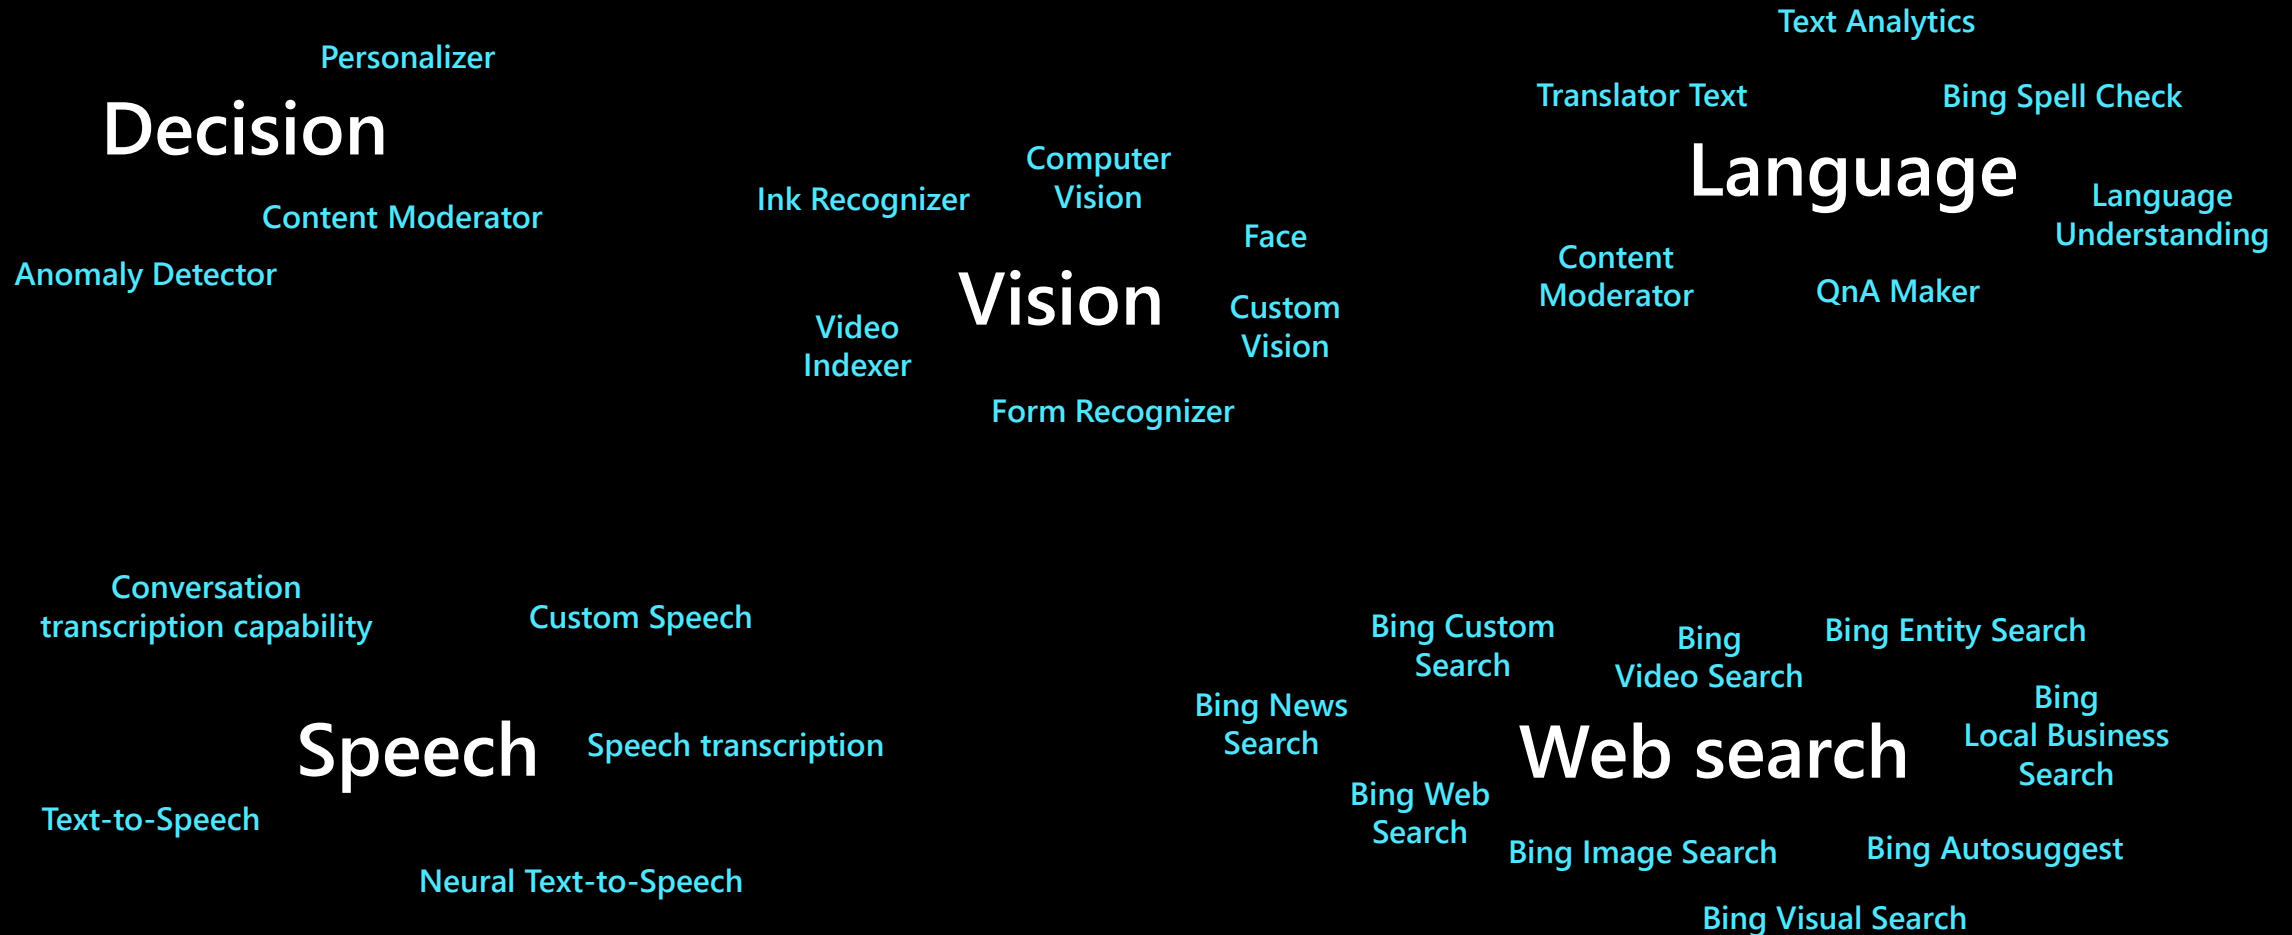 Personalizer
Decision
Content Moderator
Anomaly Detector
Computer
Vision
Ink Recognizer
Face
Vision
Custom
Vision
Video
Indexer
Form Recognizer
Text Analytics
Translator Text
Bing Spell Check
Language
Language
Understanding
Content
Moderator
QnA Maker
Conversation
transcription capability
Custom Speech
Speech
Speech transcription
Text-to-Speech
Neural Text-to-Speech
Bing Custom
Search
Bing
Video Search
Bing Entity Search
Bing News
Search
Web search
Bing
Local Business
Search
Bing Web
Search
Bing Image Search
Bing Autosuggest
Bing Visual Search